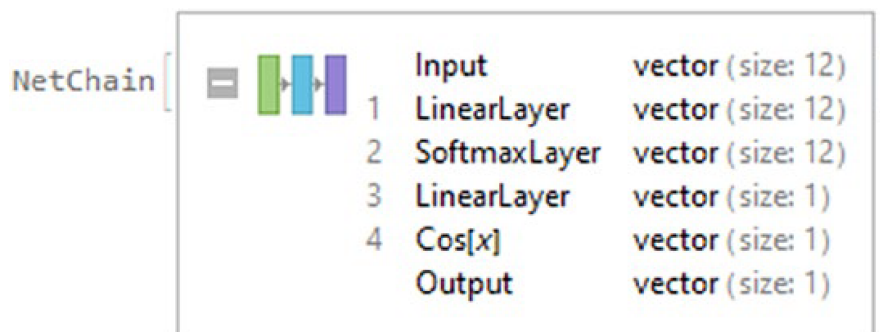 Input vector (size: 12)
NetChain
1 LinearLayer vector (size: 12)
2 SoftmaxLayer vector (size: 12)
3 LinearLayer vector (size: 1)
4 Cos[x] vector (size: 1)
Output vector (size: 1)